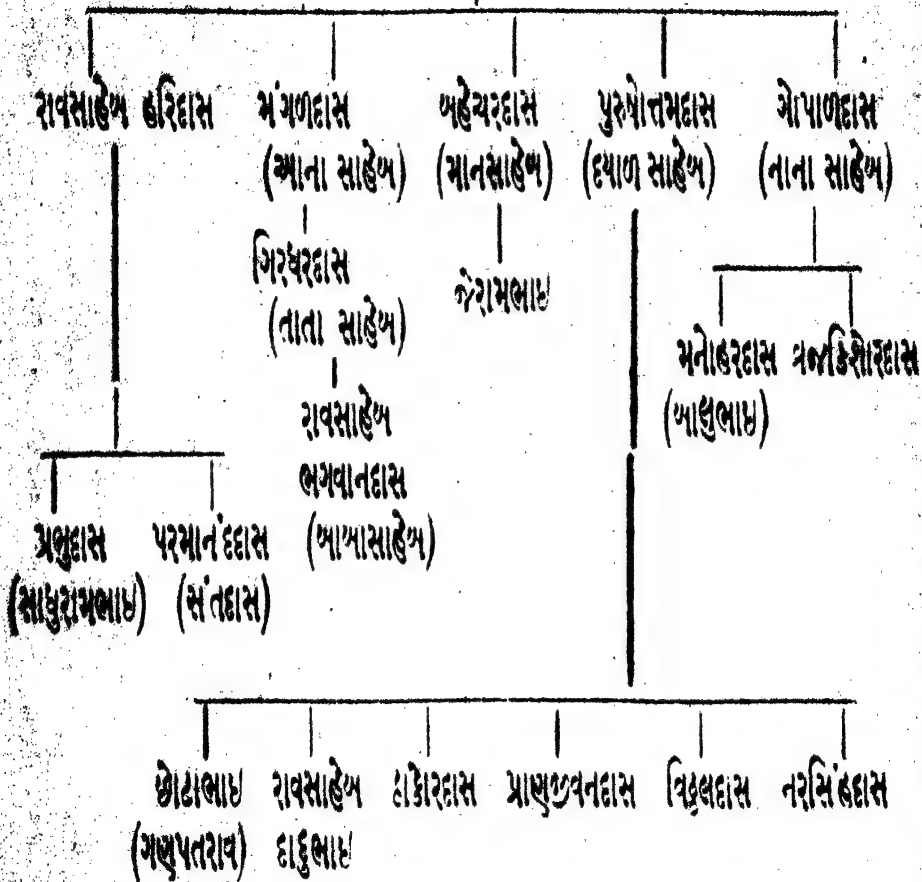 રાવસાહેબ હરિદાસ મંગળદાસ બહેચરદાસ પુરુષોત્તમદાસ ગોપાળદાસ
(આના સાહેબ) (માનસાહેબ) (દયાળ સાહેબ) (નાના સાહેબ)
ગિરધરદાસ જેરામભાઇ
(તાતા સાહેબ)
મનોહરદાસ વ્રજકિશોરદાસ
(બાલુભાઇ)
રાવસાહેબ
ભગવાનદાસ
(બાબાસાહેબ)
પ્રભુદાસ પરમાનંદદાસ
(સાધુરામભાઇ) (સંતદાસ)
છોટાભાઇ રાવસાહેબ ઠાકોરદાસ પ્રાણજીવનદાસ વિઠ્ઠલદાસ નરસિંહદાસ
(ગણપતરાવ) દાદુભાઇ